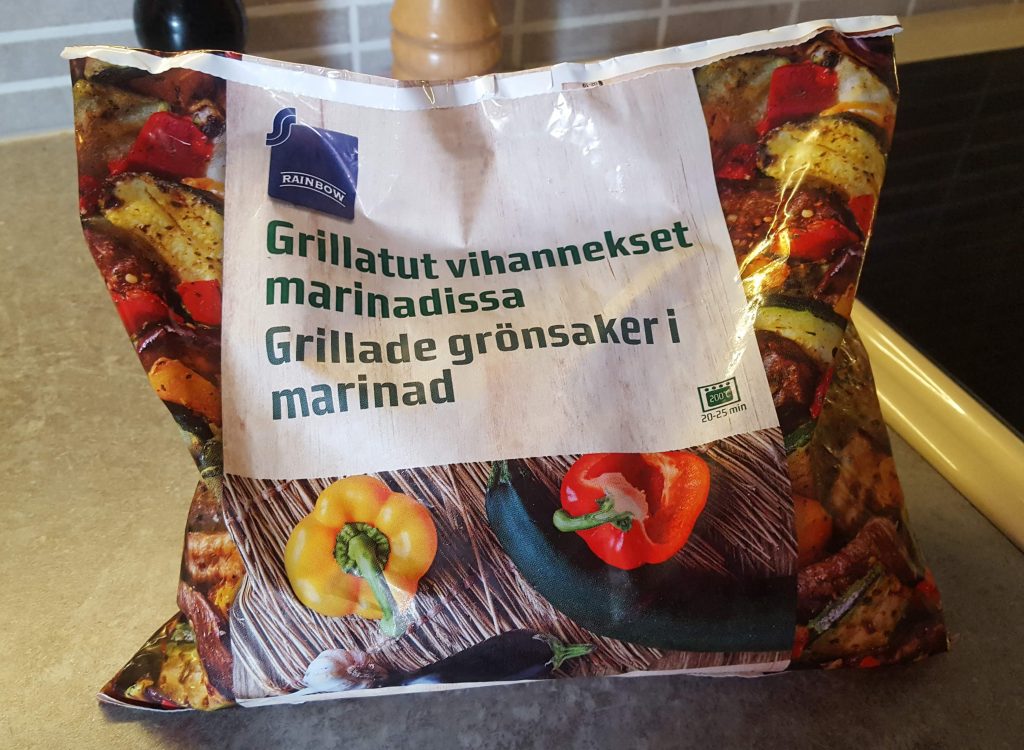 RAINBOW
Grillatut vihannekset
marinadissa
Grillade grönsaker i
marinad
200°C
20-25 min